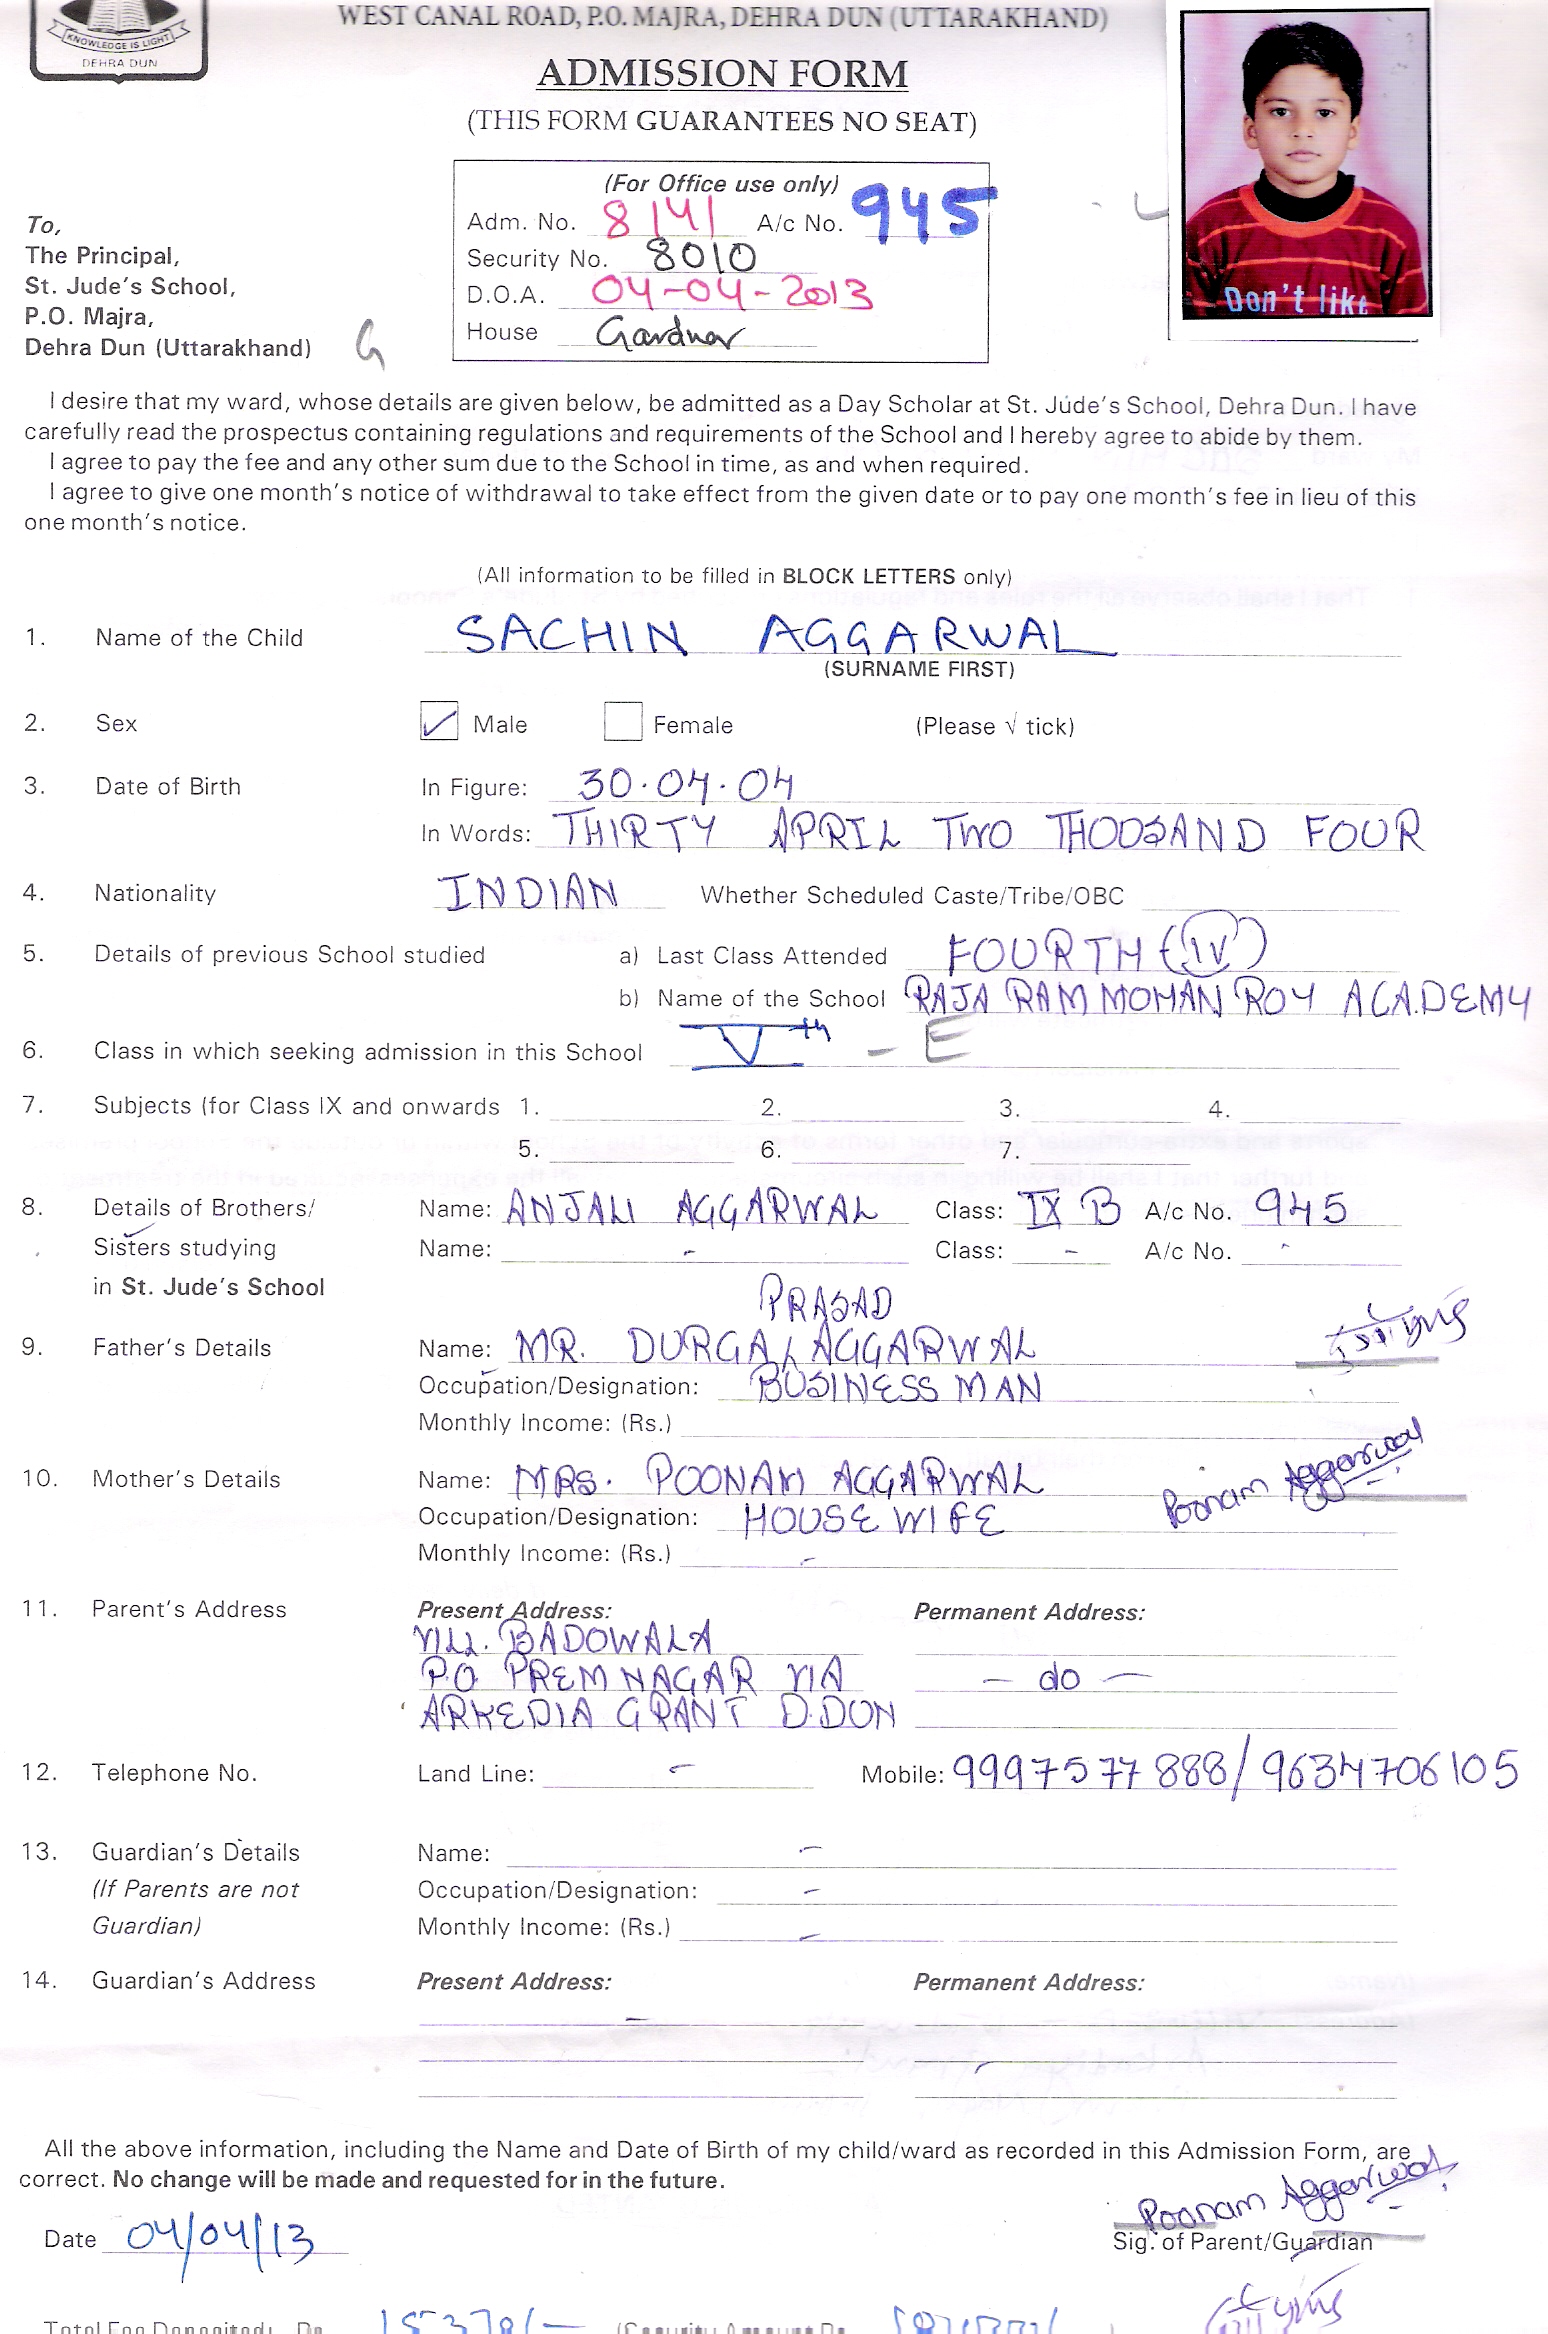 KNOWLEDGE IS LIGHT
DEHRA DUN
WEST CANAL ROAD, P.O. MAJRA, DEHRA DUN (UTTARAKHAND)
ADMISSION FORM
(THIS FORM GUARANTEES NO SEAT)
(For Office use only)
Adm. No. 8141 A/c No. 945
Security No. 8010
D.O.A. 04-04-2013
House Gardner
To,
The Principal,
St. Jude's School,
P.O. Majra,
Dehra Dun (Uttarakhand) G
Don't like
I desire that my ward, whose details are given below, be admitted as a Day Scholar at St. Jude's School, Dehra Dun. I have
carefully read the prospectus containing regulations and requirements of the School and I hereby agree to abide by them.
I agree to pay the fee and any other sum due to the School in time, as and when required.
I agree to give one month's notice of withdrawal to take effect from the given date or to pay one month's fee in lieu of this
one month's notice.
(All information to be filled in BLOCK LETTERS only)
1. Name of the Child SACHIN AGGARWAL
(SURNAME FIRST)
2. Sex Male Female (Please √ tick)
3. Date of Birth In Figure: 30.04.04
In Words: THIRTY APRIL TWO THOUSAND FOUR
4. Nationality INDIAN Whether Scheduled Caste/Tribe/OBC
5. Details of previous School studied a) Last Class Attended FOURTH (IV)
b) Name of the School RAJA RAM MOHAN ROY ACADEMY
6. Class in which seeking admission in this School Vth - E
7. Subjects (for Class IX and onwards 1. 2. 3. 4.
5. 6. 7.
8. Details of Brothers/ Name: ANJALI AGGARWAL Class: IX B A/c No. 945
Sisters studying Name: - Class: - A/c No. -
in St. Jude's School
PRASAD
9. Father's Details Name: MR. DURGA AGGARWAL
Occupation/Designation: BUSINESS MAN
Monthly Income: (Rs.)
10. Mother's Details Name: MRS. POONAM AGGARWAL Poonam Aggarwal
Occupation/Designation: HOUSE WIFE
Monthly Income: (Rs.) -
11. Parent's Address Present Address: Permanent Address:
VILL. BADOWALA
P.O PREM NAGAR VIA - do -
ARKEDIA GRANT D.DUN
12. Telephone No. Land Line: - Mobile: 9997577888/9634706105
13. Guardian's Details Name: -
(If Parents are not Occupation/Designation: -
Guardian) Monthly Income: (Rs.) -
14. Guardian's Address Present Address: Permanent Address:
- -
All the above information, including the Name and Date of Birth of my child/ward as recorded in this Admission Form, are
correct. No change will be made and requested for in the future.
Poonam Aggarwal
Date 04/04/13 Sig. of Parent/Guardian
Total Fee Deposited: Rs.